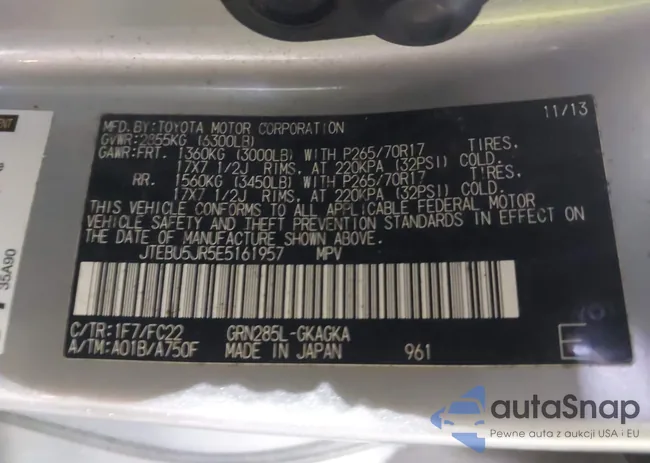 11/13
MFD.BY:TOYOTA MOTOR CORPORATION
GVWR:2855KG (6300LB)
GAWR:FRT. 1360KG (3000LB) WITH P265/70R17 TIRES,
17X7 1/2J RIMS, AT 220KPA (32PSI) COLD.
RR. 1560KG (3450LB) WITH P265/70R17 TIRES,
17X7 1/2J RIMS, AT 220KPA (32PSI) COLD.
THIS VEHICLE CONFORMS TO ALL APPLICABLE FEDERAL MOTOR
VEHICLE SAFETY AND THEFT PREVENTION STANDARDS IN EFFECT ON
THE DATE OF MANUFACTURE SHOWN ABOVE.
JTEBU5JR5E5161957 MPV
C/TR:1F7/FC22 GRN285L-GKAGKA
A/TM:A01B/A750F MADE IN JAPAN 961 E
35A90
autaSnap
Pewne auta z aukcji USA i EU